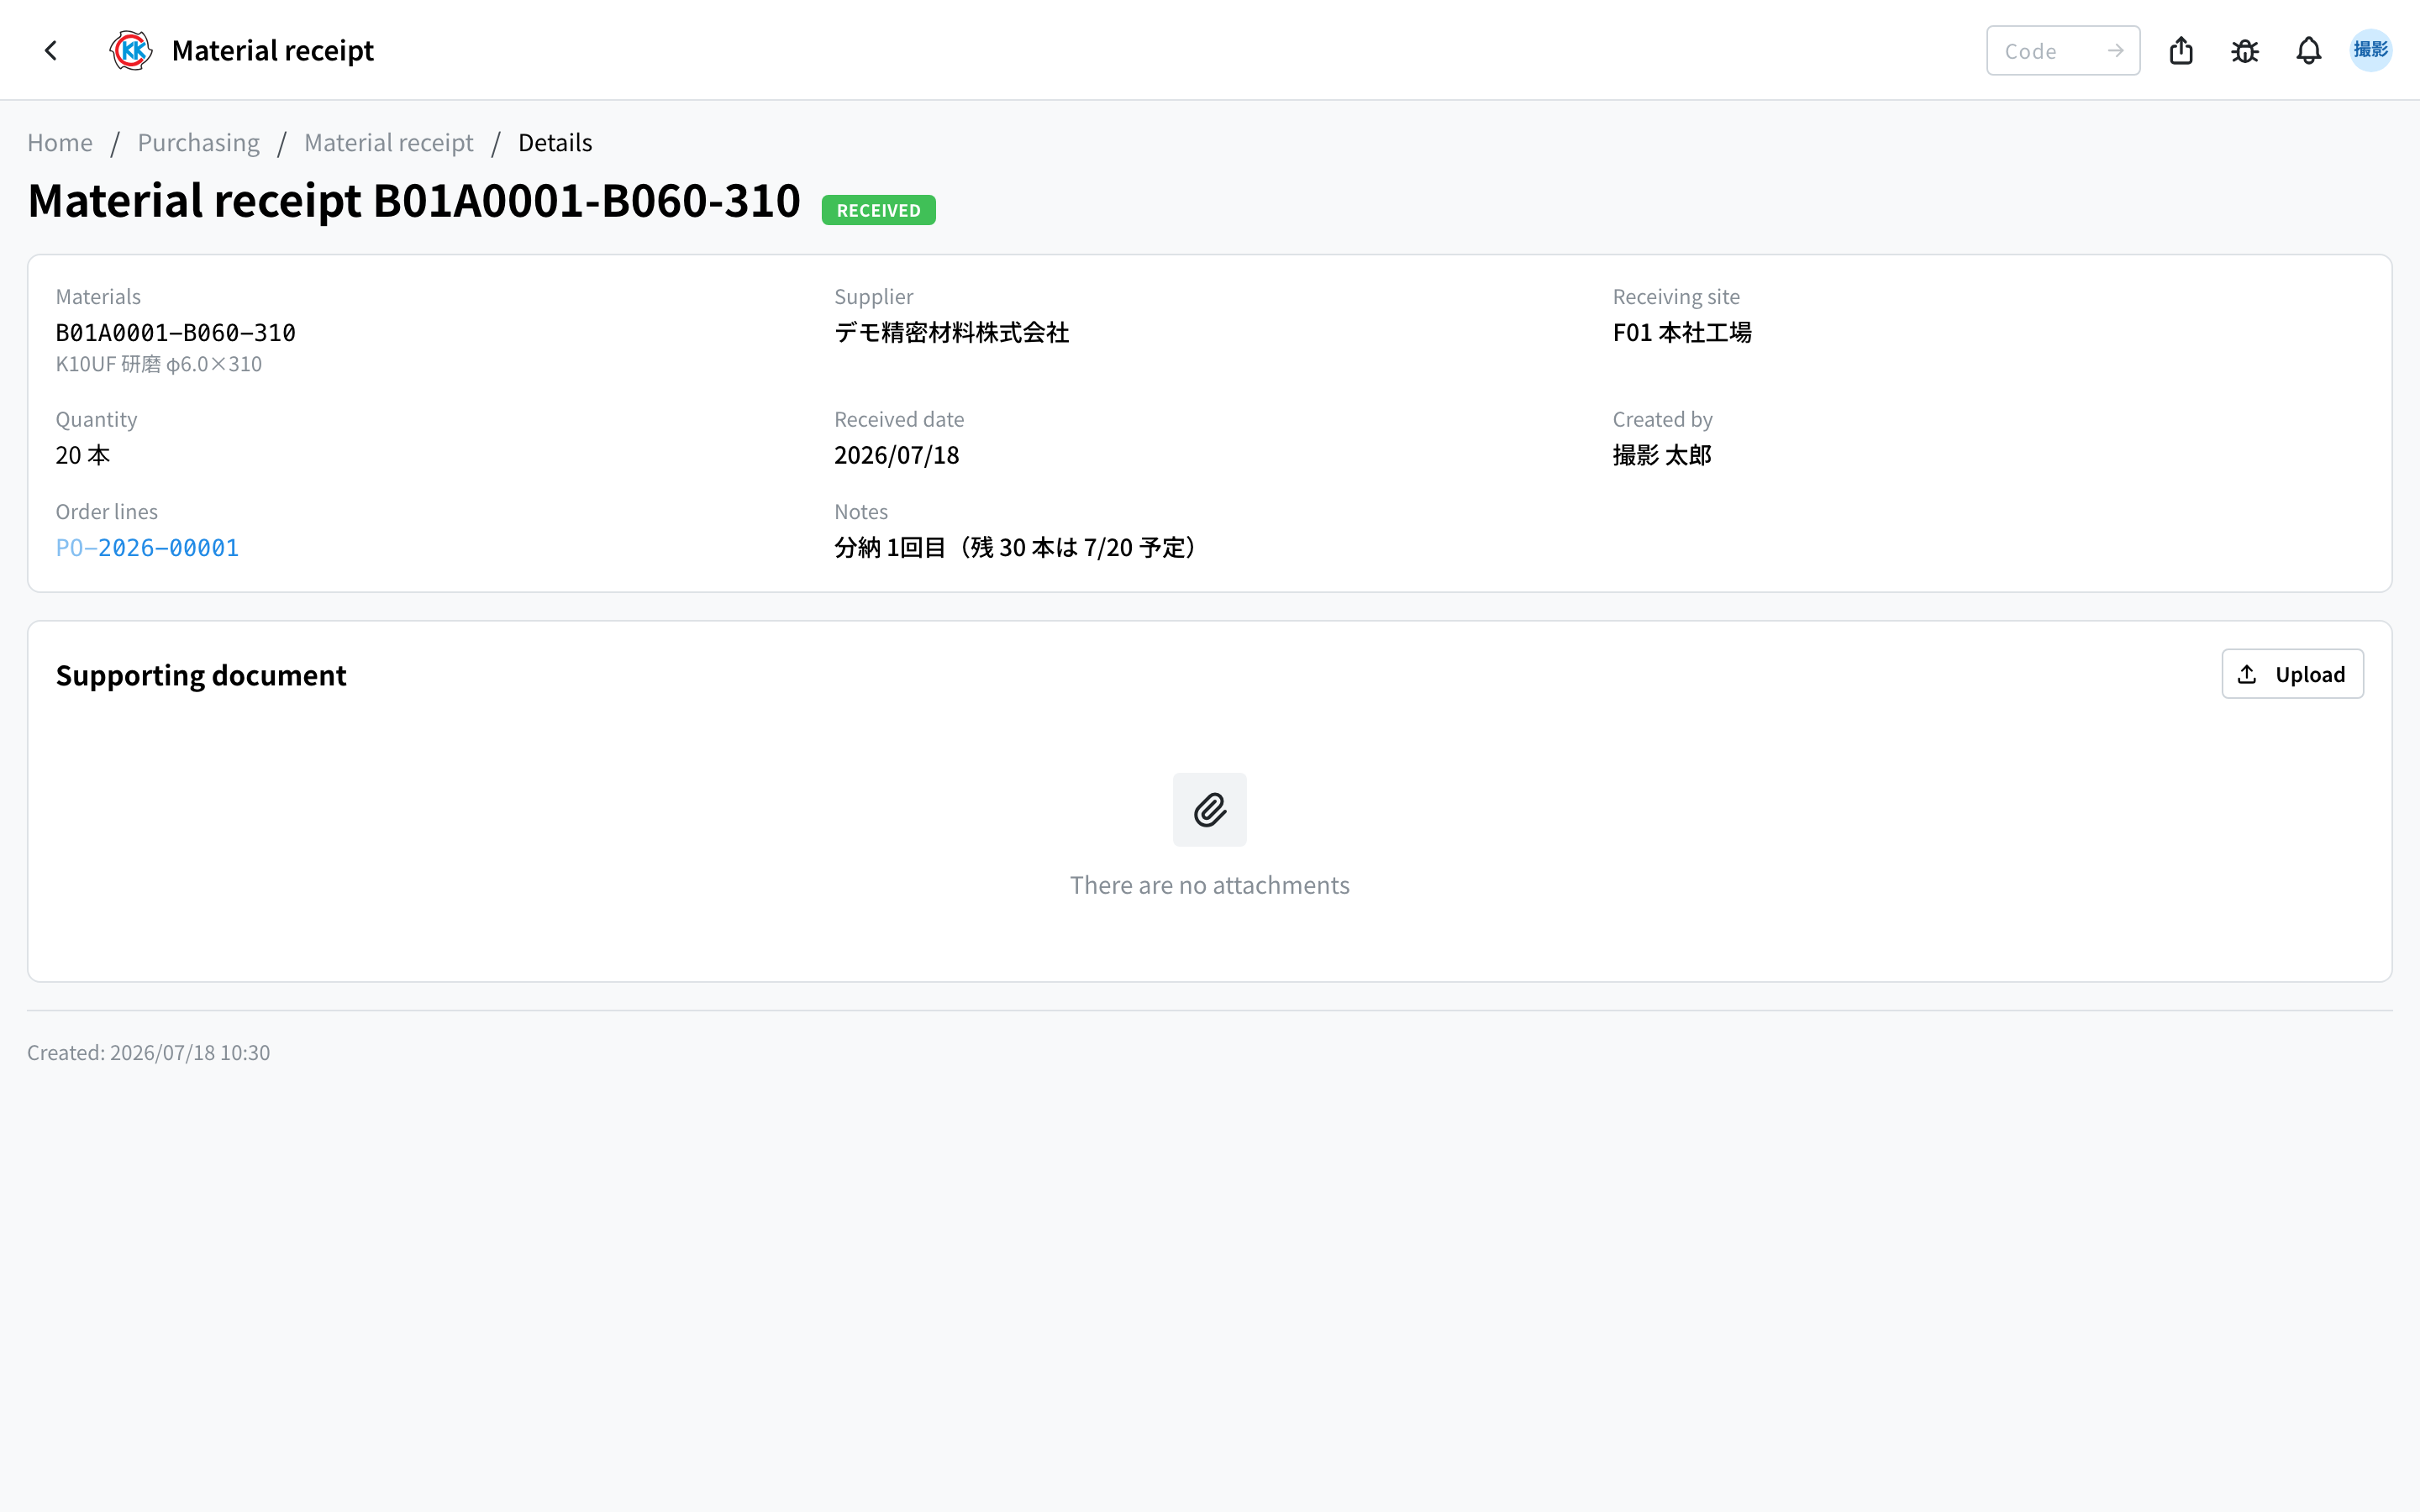 KK Material receipt
Code
撮影
Home / Purchasing / Material receipt / Details
Material receipt B01A0001-B060-310 RECEIVED
Materials
B01A0001-B060-310
K10UF 研磨 φ6.0×310
Supplier
デモ精密材料株式会社
Receiving site
F01 本社工場
Quantity
20 本
Received date
2026/07/18
Created by
撮影 太郎
Order lines
PO-2026-00001
Notes
分納 1回目（残 30 本は 7/20 予定）
Supporting document
Upload
There are no attachments
Created: 2026/07/18 10:30